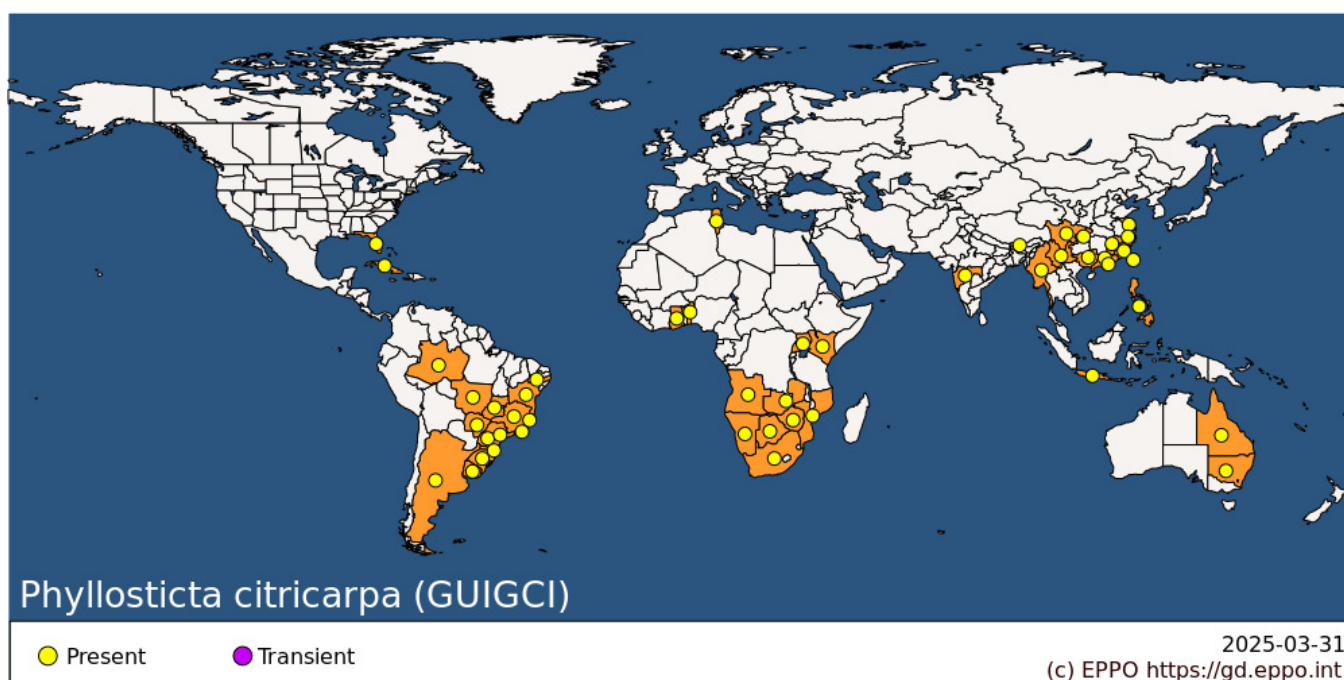 Phyllosticta citricarpa (GUIGCI)
Present
Transient
2025-03-31
(c) EPPO https://gd.eppo.int